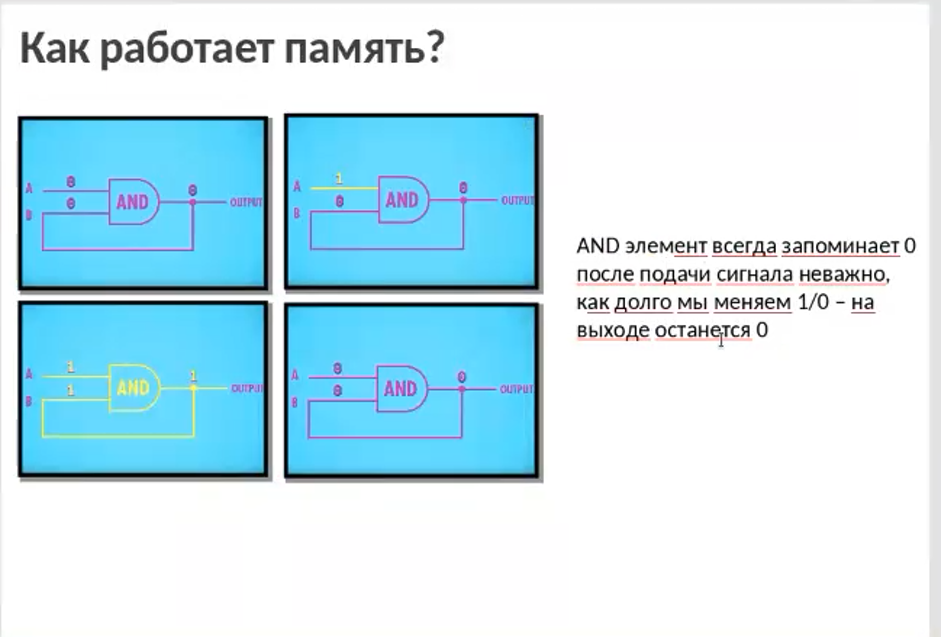 Как работает память?
A 0 0 AND 0 OUTPUT
B 0
A 1 0 AND 0 OUTPUT
B 0
A 1 AND 1 OUTPUT
B 1
A 0 AND 0 OUTPUT
B 0
AND элемент всегда запоминает 0
после подачи сигнала неважно,
как долго мы меняем 1/0 – на
выходе останется 0